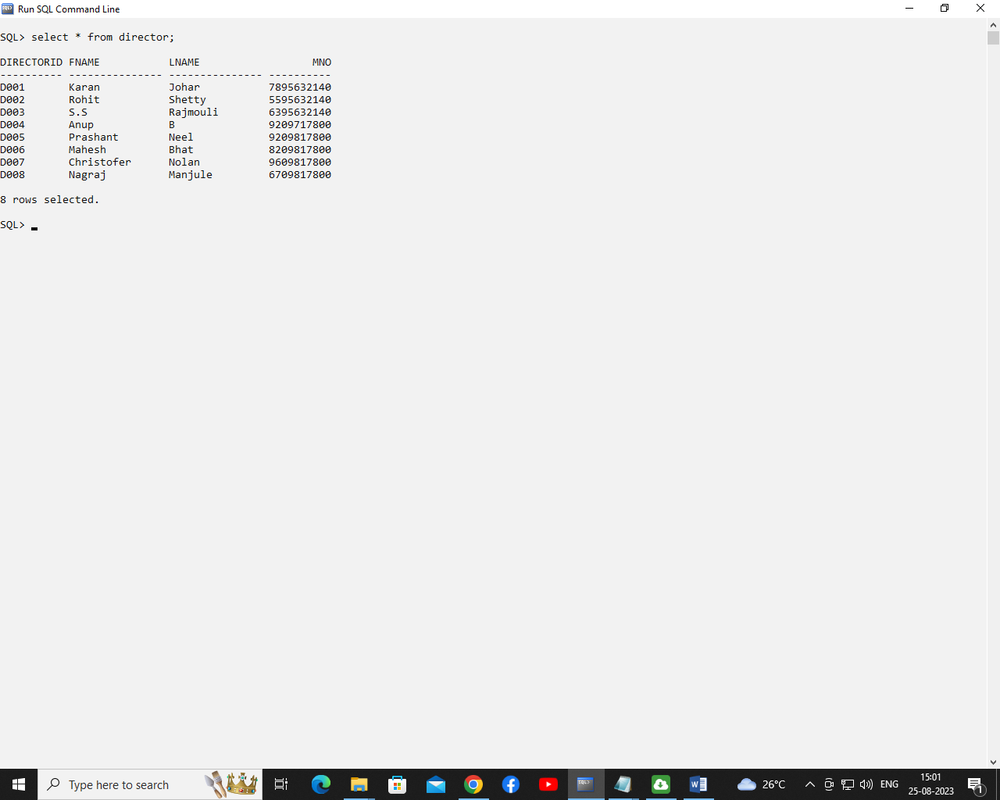 Run SQL Command Line
SQL> select * from director;
DIRECTORID FNAME           LNAME                  MNO
---------- --------------- --------------- ----------
D001       Karan           Johar           7895632140
D002       Rohit           Shetty          5595632140
D003       S.S             Rajmouli        6395632140
D004       Anup            B               9209717800
D005       Prashant        Neel            9209817800
D006       Mahesh          Bhat            8209817800
D007       Christofer      Nolan           9609817800
D008       Nagraj          Manjule         6709817800
8 rows selected.
SQL>
Type here to search
26°C
ENG
15:01
25-08-2023
1